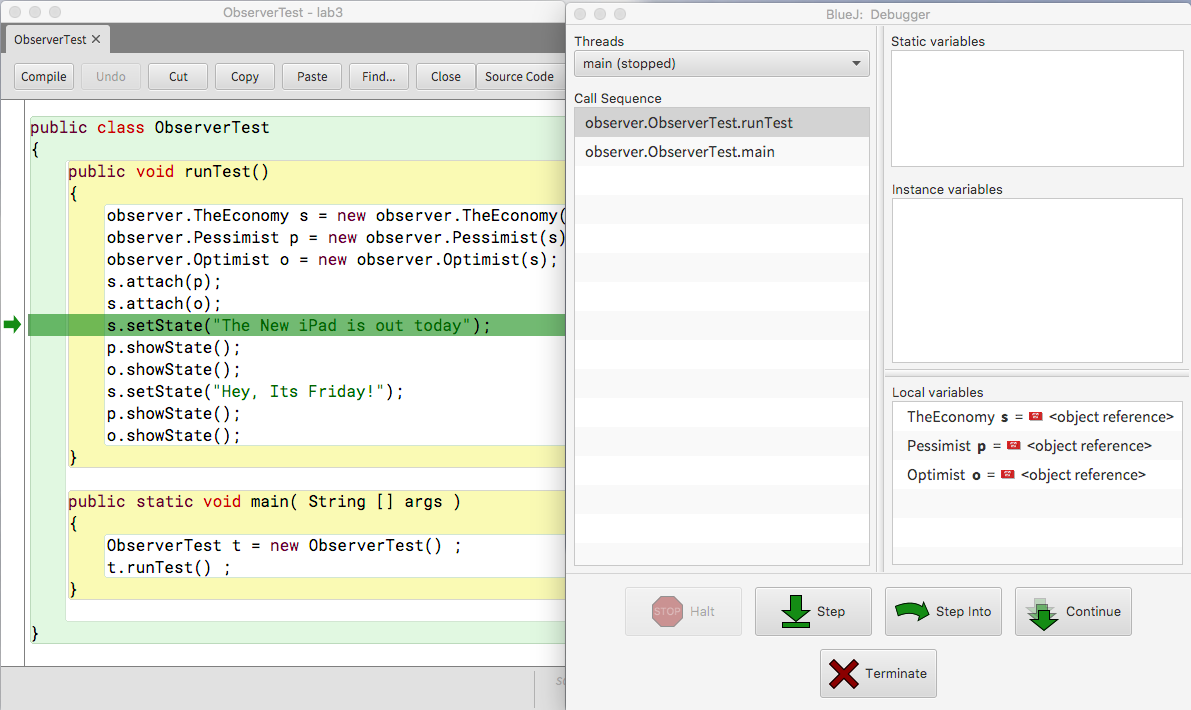 ObserverTest - lab3
ObserverTest ✕
Compile Undo Cut Copy Paste Find... Close Source Code
public class ObserverTest
{
public void runTest()
{
observer.TheEconomy s = new observer.TheEconomy(
observer.Pessimist p = new observer.Pessimist(s)
observer.Optimist o = new observer.Optimist(s);
s.attach(p);
s.attach(o);
s.setState("The New iPad is out today");
p.showState();
o.showState();
s.setState("Hey, Its Friday!");
p.showState();
o.showState();
}
public static void main( String [] args )
{
ObserverTest t = new ObserverTest() ;
t.runTest() ;
}
}
BlueJ: Debugger
Threads
main (stopped)
Call Sequence
observer.ObserverTest.runTest
observer.ObserverTest.main
Static variables
Instance variables
Local variables
TheEconomy s = <object reference>
Pessimist p = <object reference>
Optimist o = <object reference>
STOP Halt
Step
Step Into
Continue
Terminate